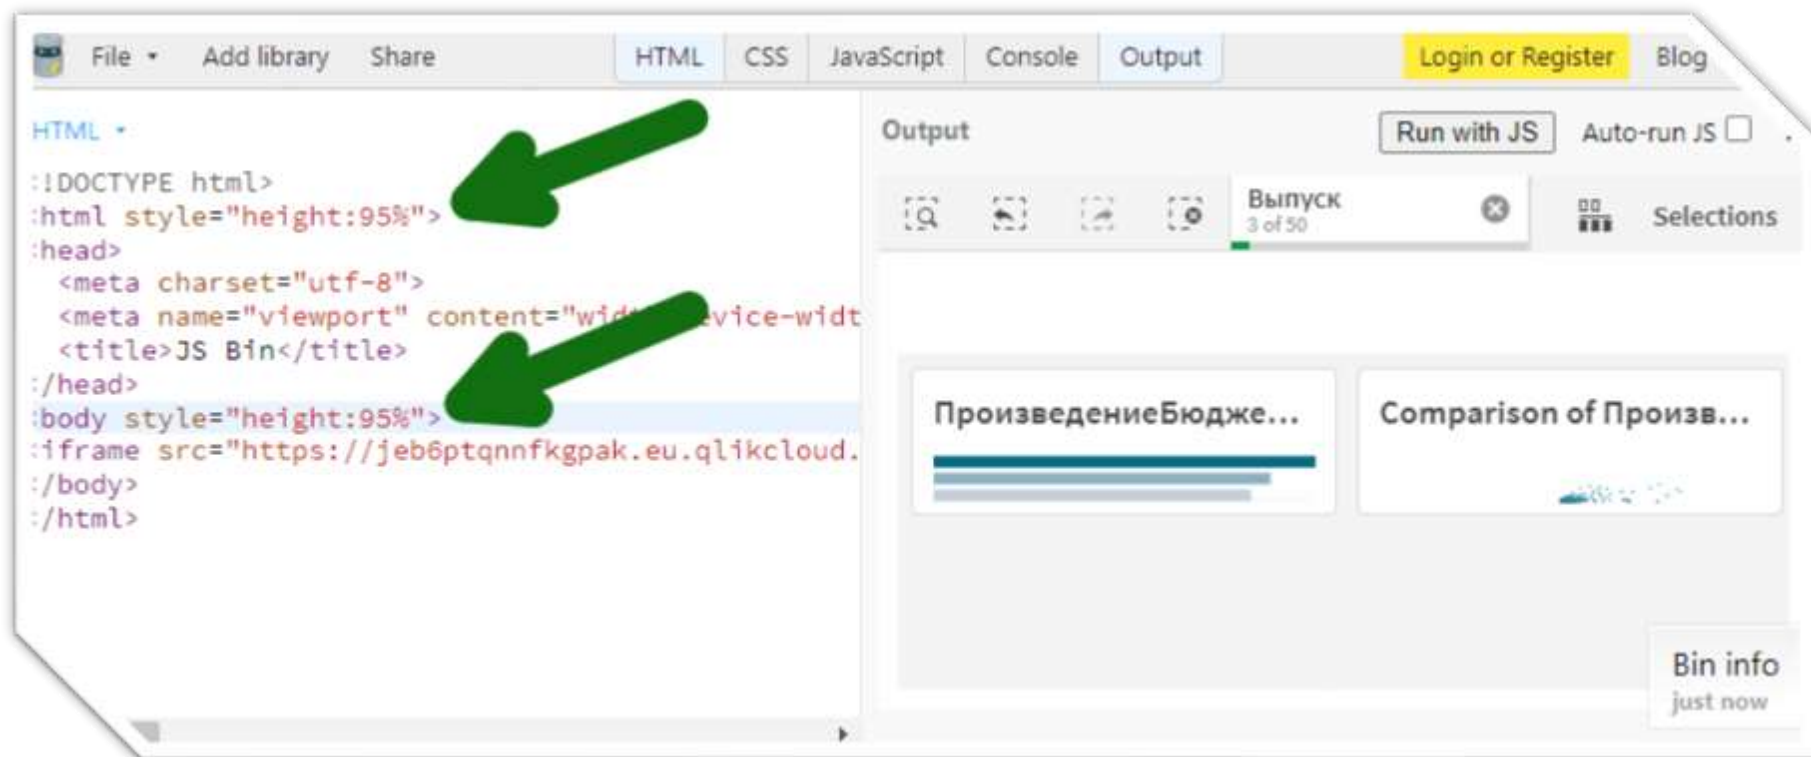 File Add library Share HTML CSS JavaScript Console Output Login or Register Blog
HTML
!DOCTYPE html>
html style="height:95%">
head>
<meta charset="utf-8">
<meta name="viewport" content="wid vice-widt
<title>JS Bin</title>
/head>
body style="height:95%">
iframe src="https://jeb6ptqnnfkgpak.eu.qlikcloud.
/body>
/html>
Output Run with JS Auto-run JS
Выпуск
3 of 50
Selections
ПроизведениеБюдже...
Comparison of Произв...
Bin info
just now